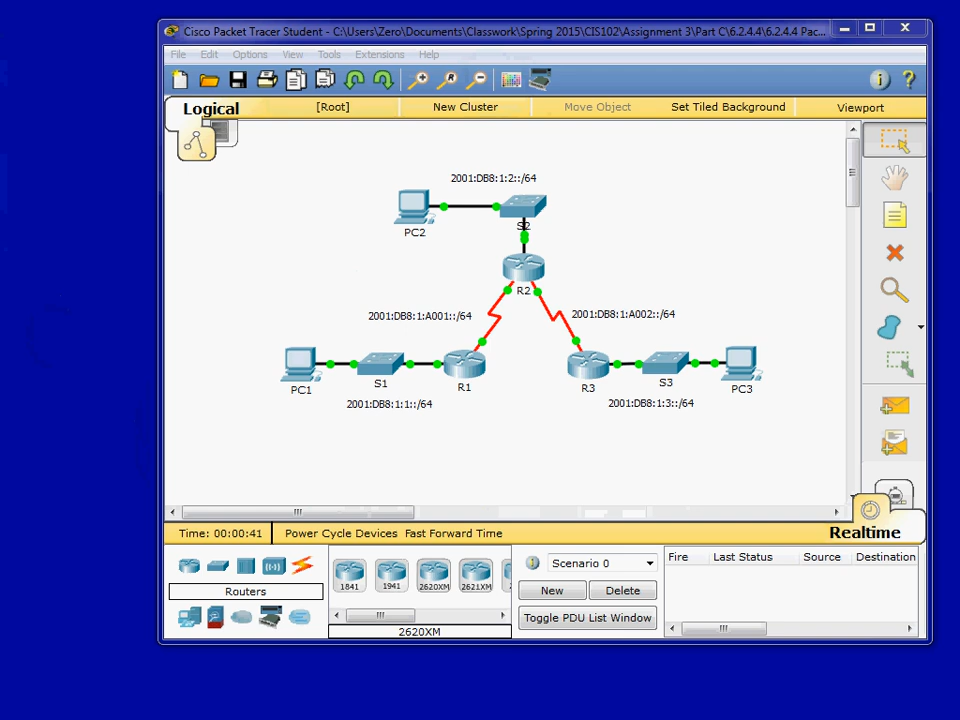 Cisco Packet Tracer Student - C:\Users\Zero\Documents\Classwork\Spring 2015\CIS102\Assignment 3\Part C\6.2.4.4\6.2.4.4 Pac...
File Edit Options View Tools Extensions Help
Logical [Root] New Cluster Move Object Set Tiled Background Viewport
2001:DB8:1:2::/64
PC2 S2
R2
2001:DB8:1:A001::/64 2001:DB8:1:A002::/64
PC1 S1 R1 R3 S3 PC3
2001:DB8:1:1::/64 2001:DB8:1:3::/64
Time: 00:00:41 Power Cycle Devices Fast Forward Time Realtime
Routers
1841 1941 2620XM 2621XM
2620XM
Scenario 0
New Delete
Toggle PDU List Window
Fire Last Status Source Destination